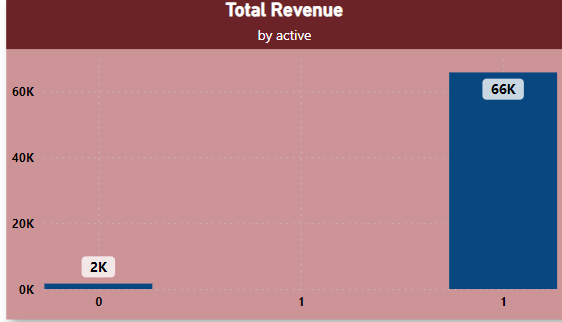 Total Revenue
by active
60K
66K
40K
20K
2K
0K
0 1 1